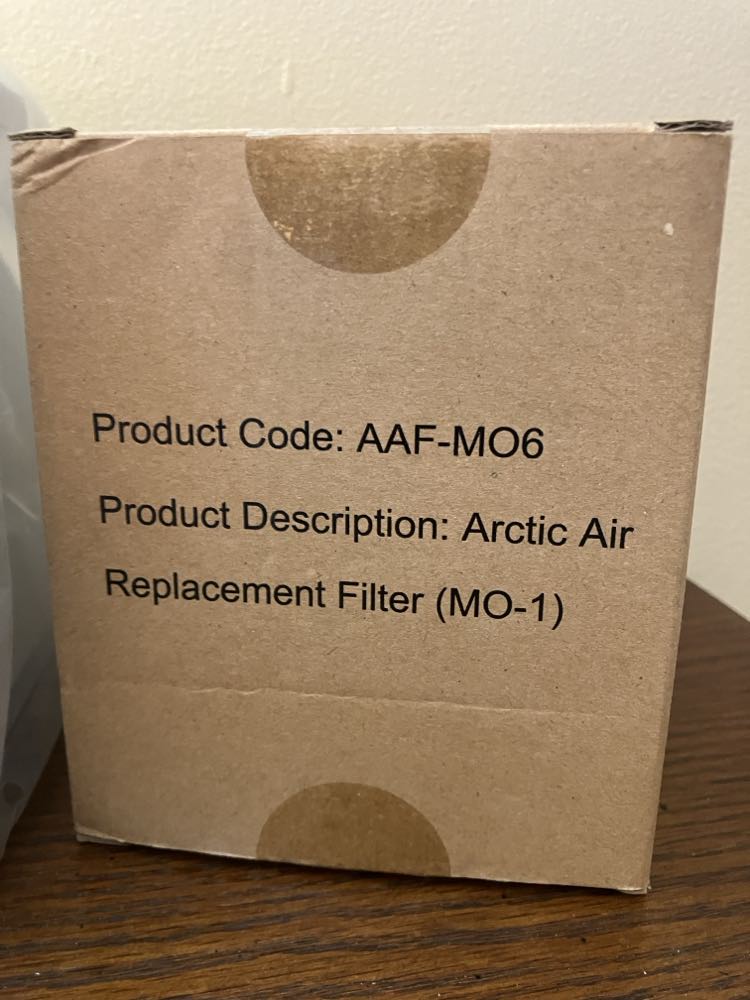 Product Code: AAF-MO6
Product Description: Arctic Air
Replacement Filter (MO-1)